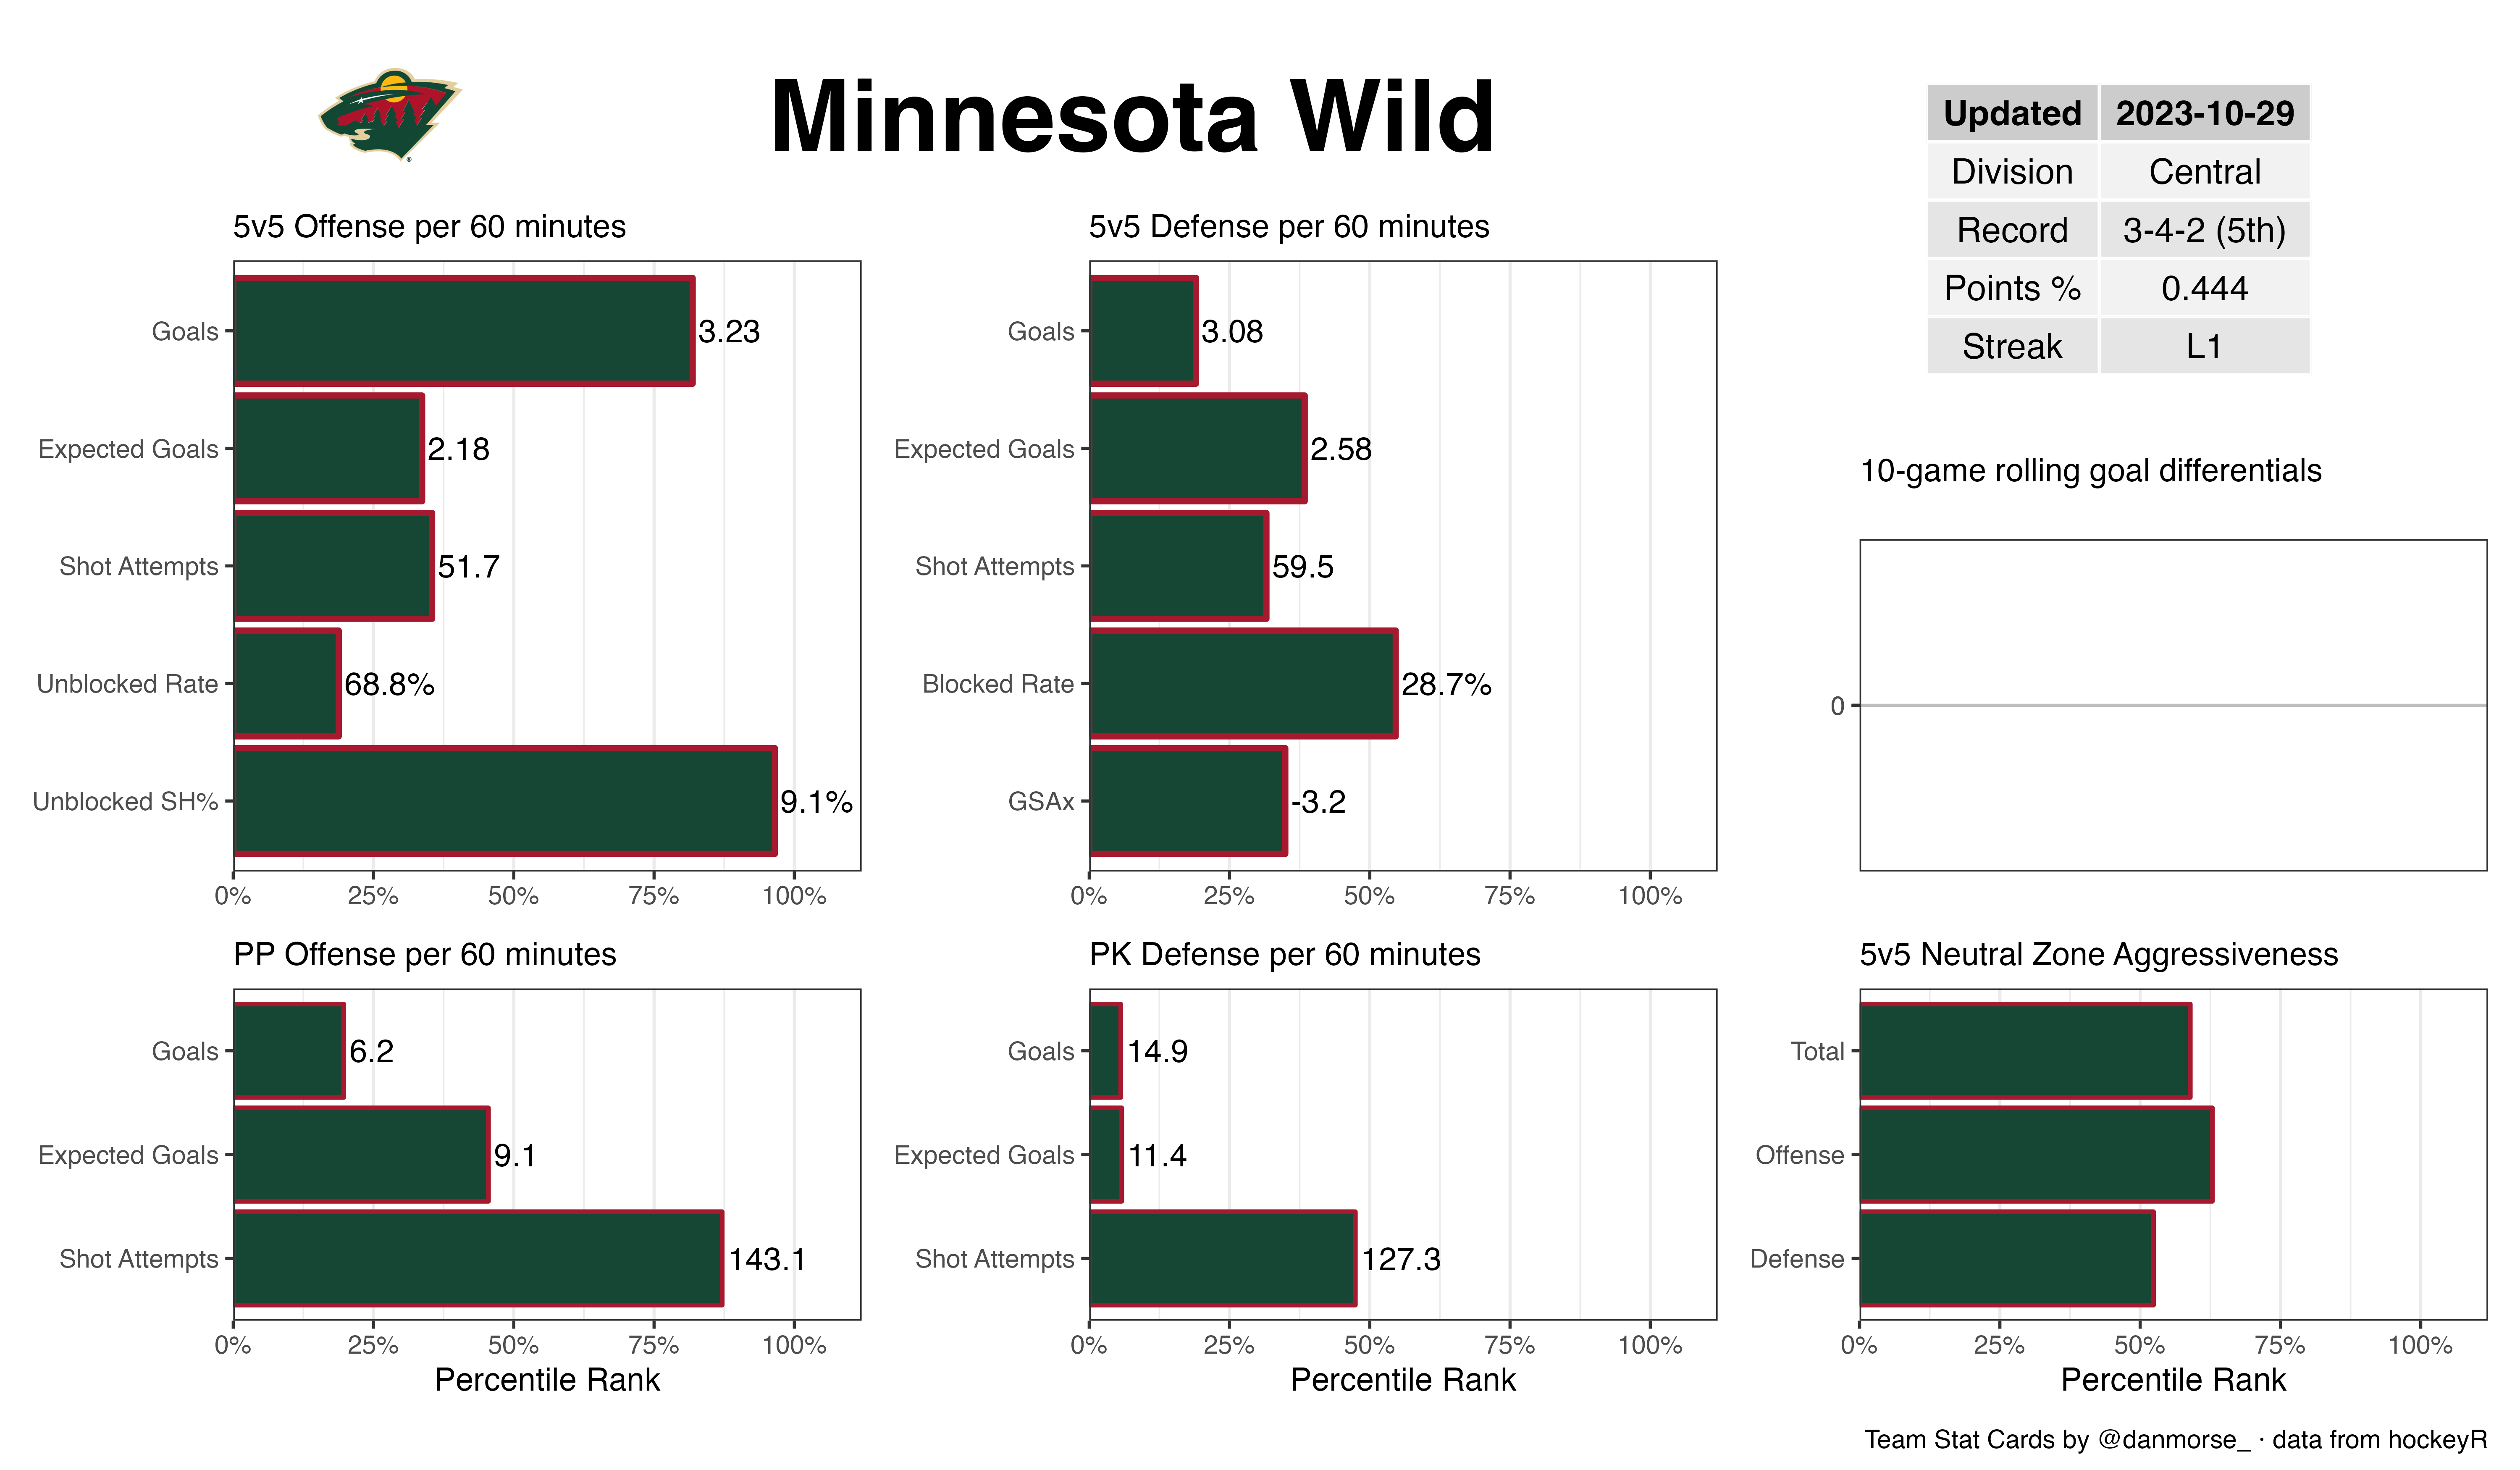 Minnesota Wild
Updated 2023-10-29
Division Central
Record 3-4-2 (5th)
Points % 0.444
Streak L1
5v5 Offense per 60 minutes
Goals 3.23
Expected Goals 2.18
Shot Attempts 51.7
Unblocked Rate 68.8%
Unblocked SH% 9.1%
0% 25% 50% 75% 100%
5v5 Defense per 60 minutes
Goals 3.08
Expected Goals 2.58
Shot Attempts 59.5
Blocked Rate 28.7%
GSAx -3.2
0% 25% 50% 75% 100%
10-game rolling goal differentials
0
PP Offense per 60 minutes
Goals 6.2
Expected Goals 9.1
Shot Attempts 143.1
0% 25% 50% 75% 100%
Percentile Rank
PK Defense per 60 minutes
Goals 14.9
Expected Goals 11.4
Shot Attempts 127.3
0% 25% 50% 75% 100%
Percentile Rank
5v5 Neutral Zone Aggressiveness
Total
Offense
Defense
0% 25% 50% 75% 100%
Percentile Rank
Team Stat Cards by @danmorse_ · data from hockeyR